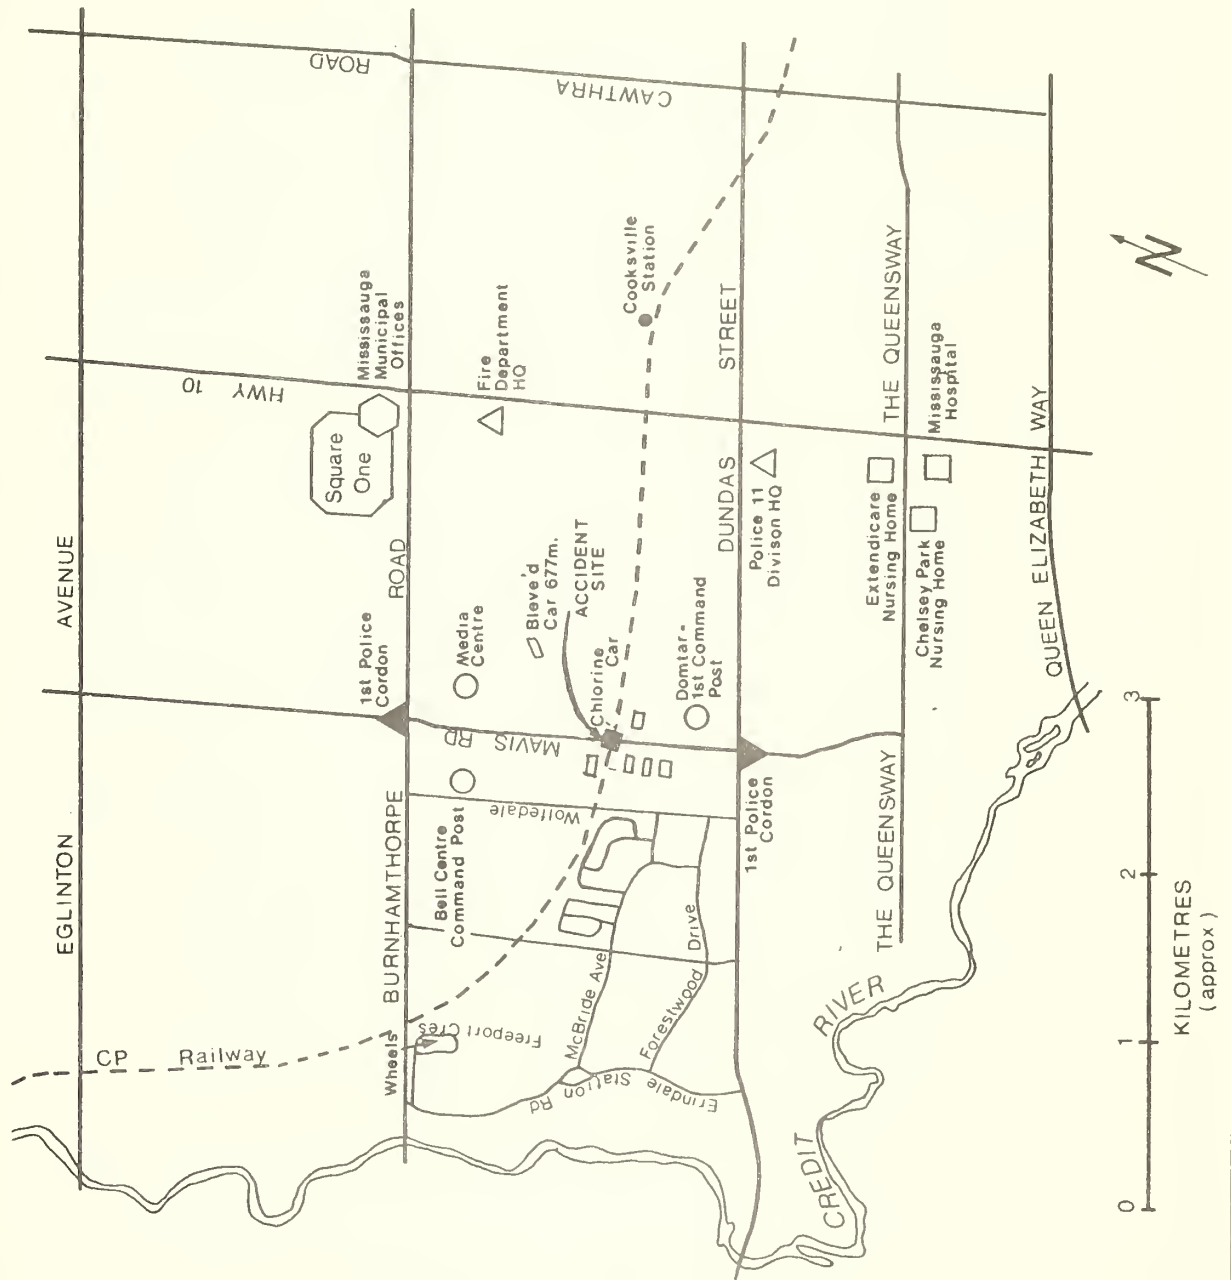 EGLINTON AVENUE
BURNHAMTHORPE ROAD
CAWTHRA ROAD
HWY 10
MAVIS RD
DUNDAS STREET
THE QUEENSWAY
THE QUEENSWAY
QUEEN ELIZABETH WAY
CP Railway
Wheels
Freeport Cres
Erindale Station Rd
McBride Ave
Forestwood Drive
Wolfedale
Bell Centre
Command Post
1st Police
Cordon
Media
Centre
Square
One
Mississauga
Municipal
Offices
Fire
Department
HQ
Bleve'd
Car 677m.
ACCIDENT
SITE
Chlorine
Car
Domtar -
1st Command
Post
Cooksville
Station
1st Police
Cordon
Police 11
Divison HQ
Extendicare
Nursing Home
Chelsey Park
Nursing Home
Mississauga
Hospital
CREDIT RIVER
N
0 1 2 3
KILOMETRES
(approx)